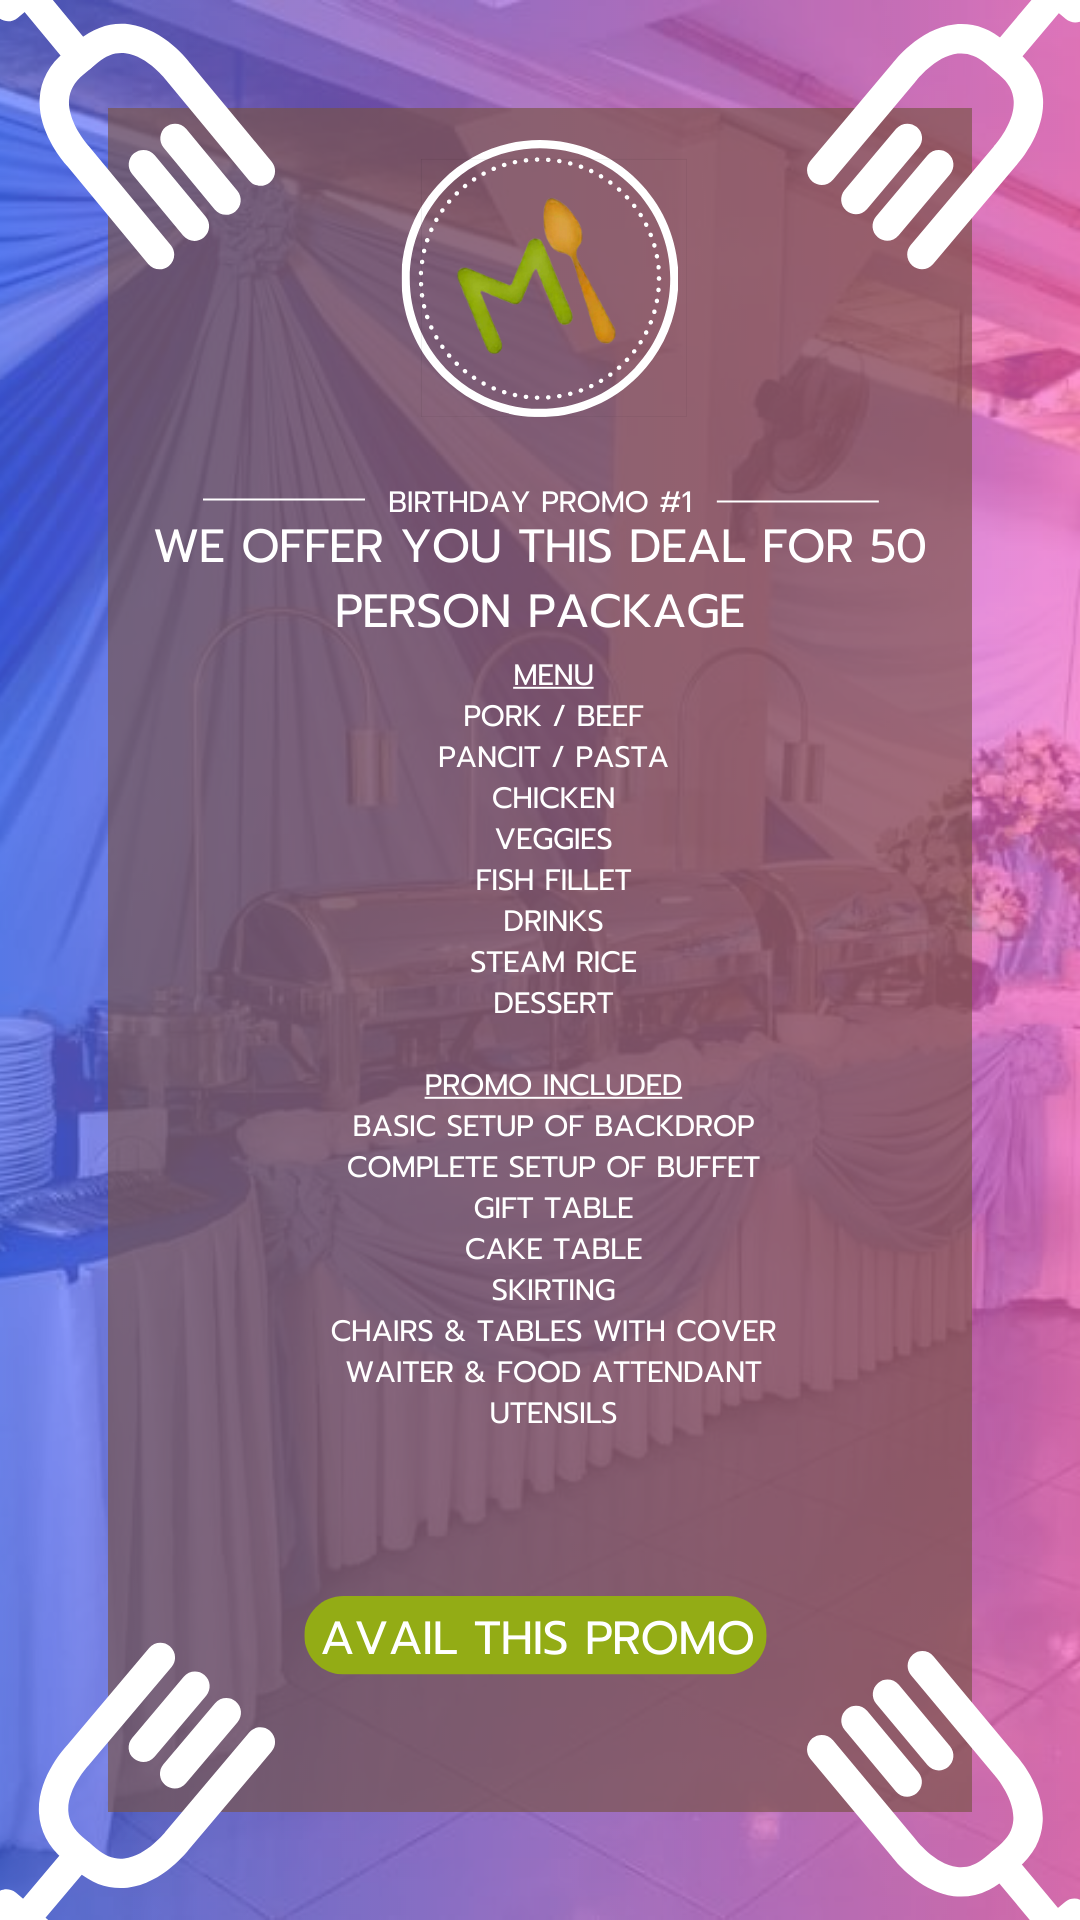 MI
BIRTHDAY PROMO #1
WE OFFER YOU THIS DEAL FOR 50
PERSON PACKAGE
MENU
PORK / BEEF
PANCIT / PASTA
CHICKEN
VEGGIES
FISH FILLET
DRINKS
STEAM RICE
DESSERT
PROMO INCLUDED
BASIC SETUP OF BACKDROP
COMPLETE SETUP OF BUFFET
GIFT TABLE
CAKE TABLE
SKIRTING
CHAIRS & TABLES WITH COVER
WAITER & FOOD ATTENDANT
UTENSILS
AVAIL THIS PROMO